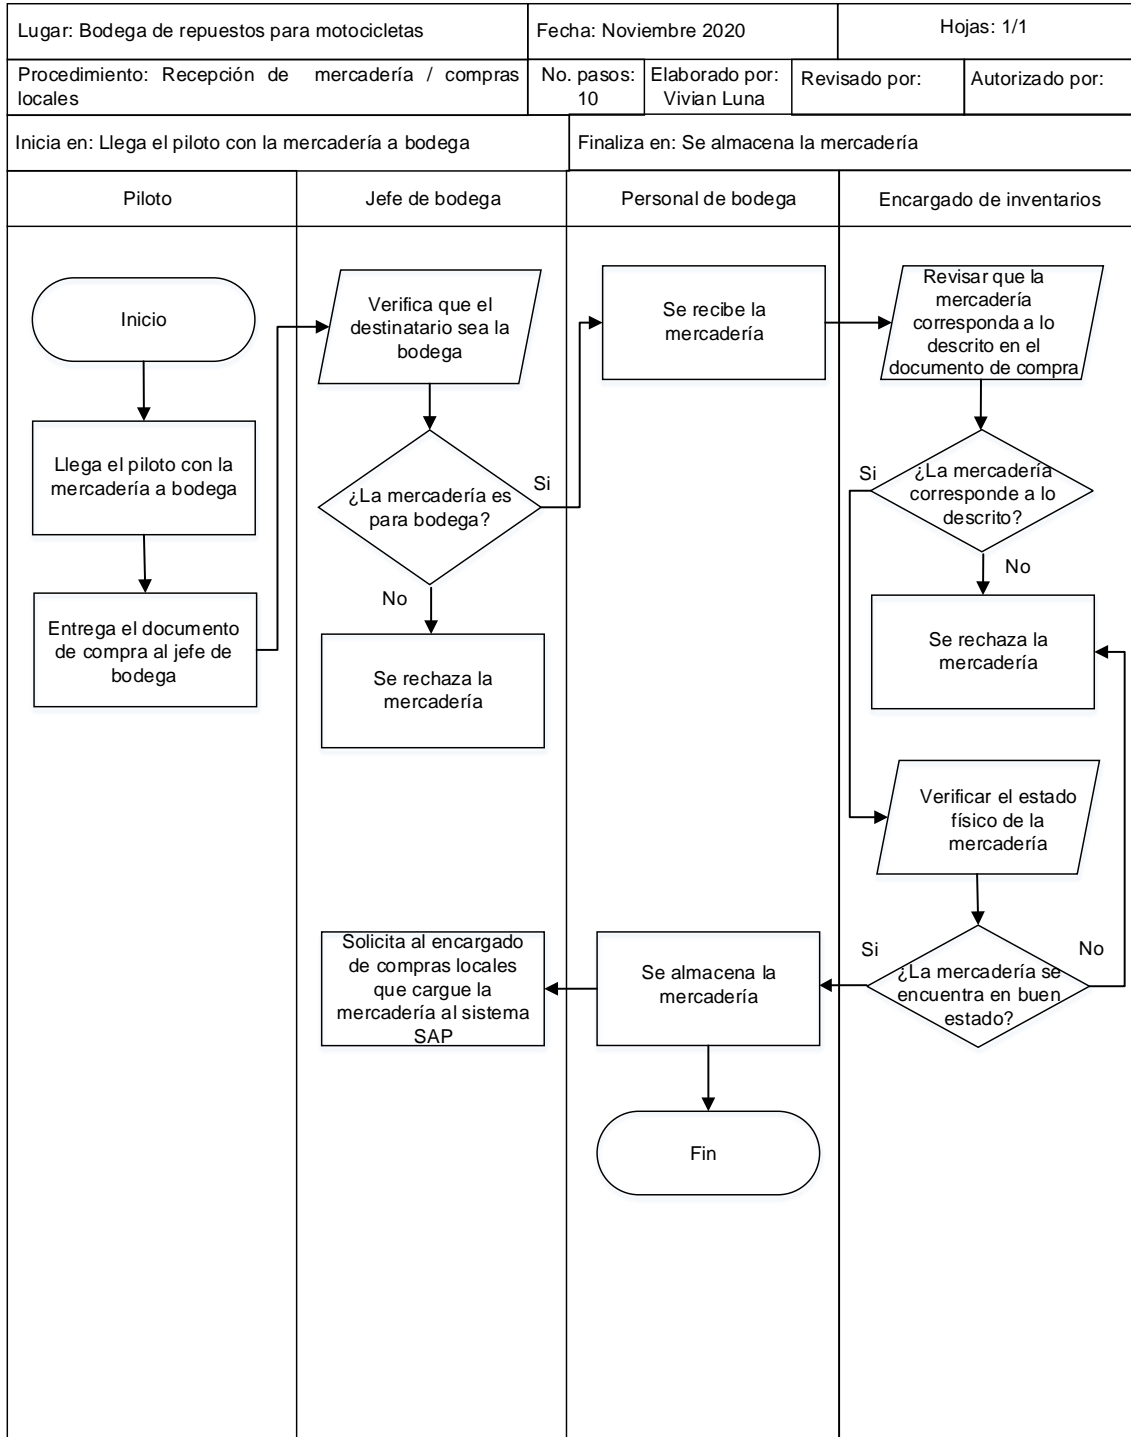 Lugar: Bodega de repuestos para motocicletas
Fecha: Noviembre 2020
Hojas: 1/1
Procedimiento: Recepción de mercadería / compras
locales
No. pasos:
10
Elaborado por:
Vivian Luna
Revisado por:
Autorizado por:
Inicia en: Llega el piloto con la mercadería a bodega
Finaliza en: Se almacena la mercadería
Piloto
Jefe de bodega
Personal de bodega
Encargado de inventarios
Inicio
Llega el piloto con la
mercadería a bodega
Entrega el documento
de compra al jefe de
bodega
Verifica que el
destinatario sea la
bodega
¿La mercadería es
para bodega?
Si
No
Se rechaza la
mercadería
Se recibe la
mercadería
Revisar que la
mercadería
corresponda a lo
descrito en el
documento de compra
¿La mercadería
corresponde a lo
descrito?
Si
No
Se rechaza la
mercadería
Verificar el estado
físico de la
mercadería
¿La mercadería se
encuentra en buen
estado?
Si
No
Se almacena la
mercadería
Solicita al encargado
de compras locales
que cargue la
mercadería al sistema
SAP
Fin